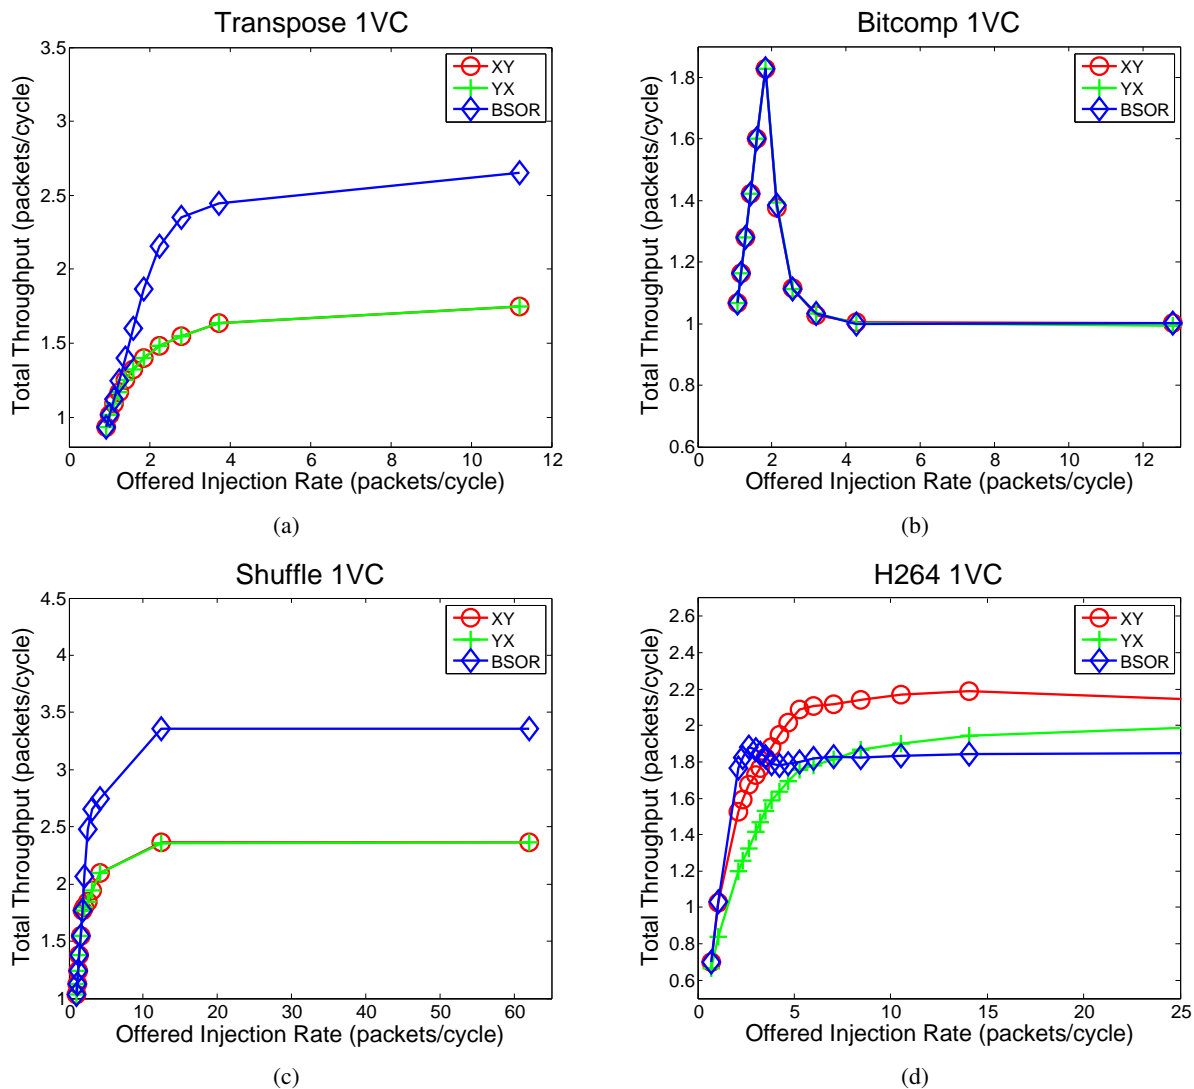 Transpose 1VC
3.5
3
2.5
2
1.5
1
0 2 4 6 8 10 12
Total Throughput (packets/cycle)
Offered Injection Rate (packets/cycle)
XY
YX
BSOR
(a)
Bitcomp 1VC
1.8
1.6
1.4
1.2
1
0.8
0.6
0 2 4 6 8 10 12
Total Throughput (packets/cycle)
Offered Injection Rate (packets/cycle)
XY
YX
BSOR
(b)
Shuffle 1VC
4.5
4
3.5
3
2.5
2
1.5
1
0 10 20 30 40 50 60
Total Throughput (packets/cycle)
Offered Injection Rate (packets/cycle)
XY
YX
BSOR
(c)
H264 1VC
2.6
2.4
2.2
2
1.8
1.6
1.4
1.2
1
0.8
0.6
0 5 10 15 20 25
Total Throughput (packets/cycle)
Offered Injection Rate (packets/cycle)
XY
YX
BSOR
(d)